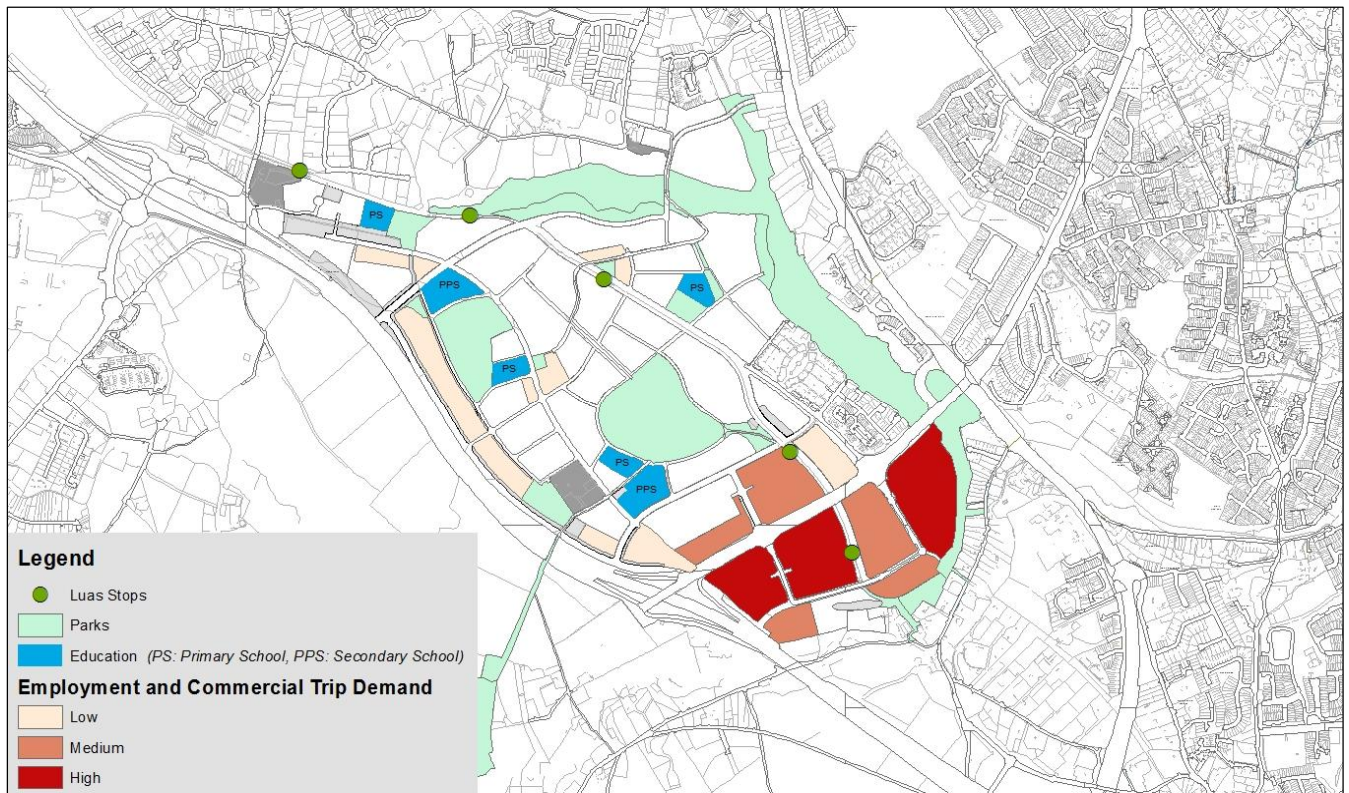 PS
PPS
PS
PS
PS
PPS
Legend
Luas Stops
Parks
Education (PS: Primary School, PPS: Secondary School)
Employment and Commercial Trip Demand
Low
Medium
High